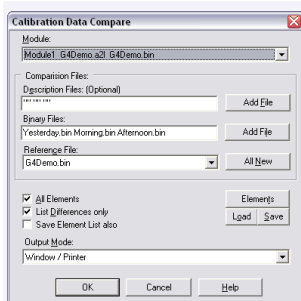 Calibration Data Compare
Module:
Module1 G4Demo.a2l G4Demo.bin
Comparision Files:
Description Files: (Optional)
"" "" ""
Add File
Binary Files:
Yesterday.bin Morning.bin Afternoon.bin
Add File
Reference File:
G4Demo.bin
All New
All Elements
Elements
List Differences only
Load Save
Save Element List also
Output Mode:
Window / Printer
OK Cancel Help